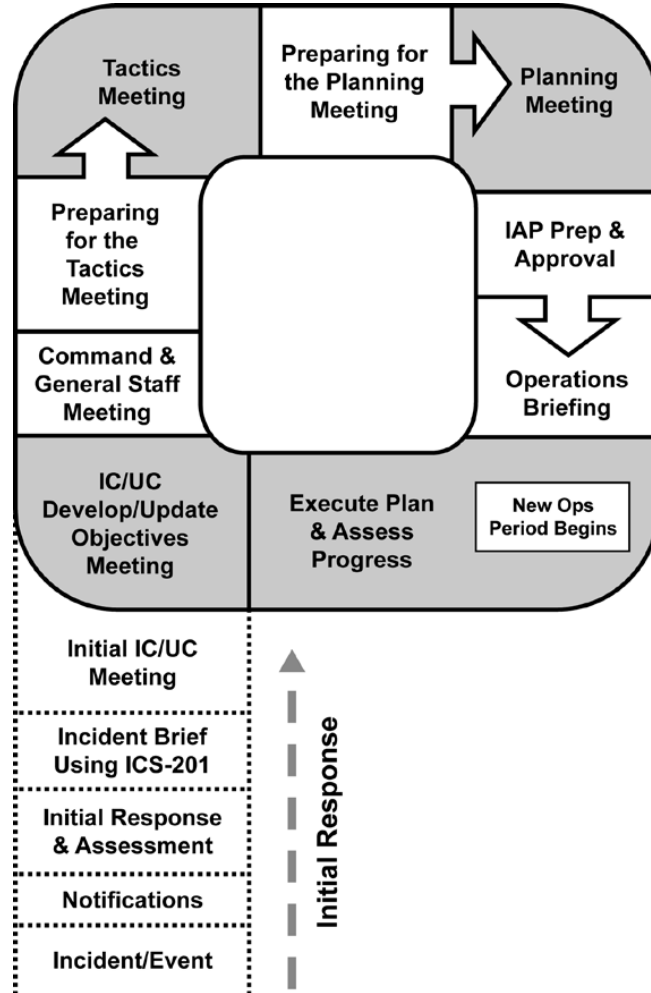 Tactics
Meeting
Preparing for
the Planning
Meeting
Planning
Meeting
Preparing
for the
Tactics
Meeting
IAP Prep &
Approval
Command &
General Staff
Meeting
Operations
Briefing
IC/UC
Develop/Update
Objectives
Meeting
Execute Plan
& Assess
Progress
New Ops
Period Begins
Initial IC/UC
Meeting
Incident Brief
Using ICS-201
Initial Response
& Assessment
Notifications
Incident/Event
Initial Response